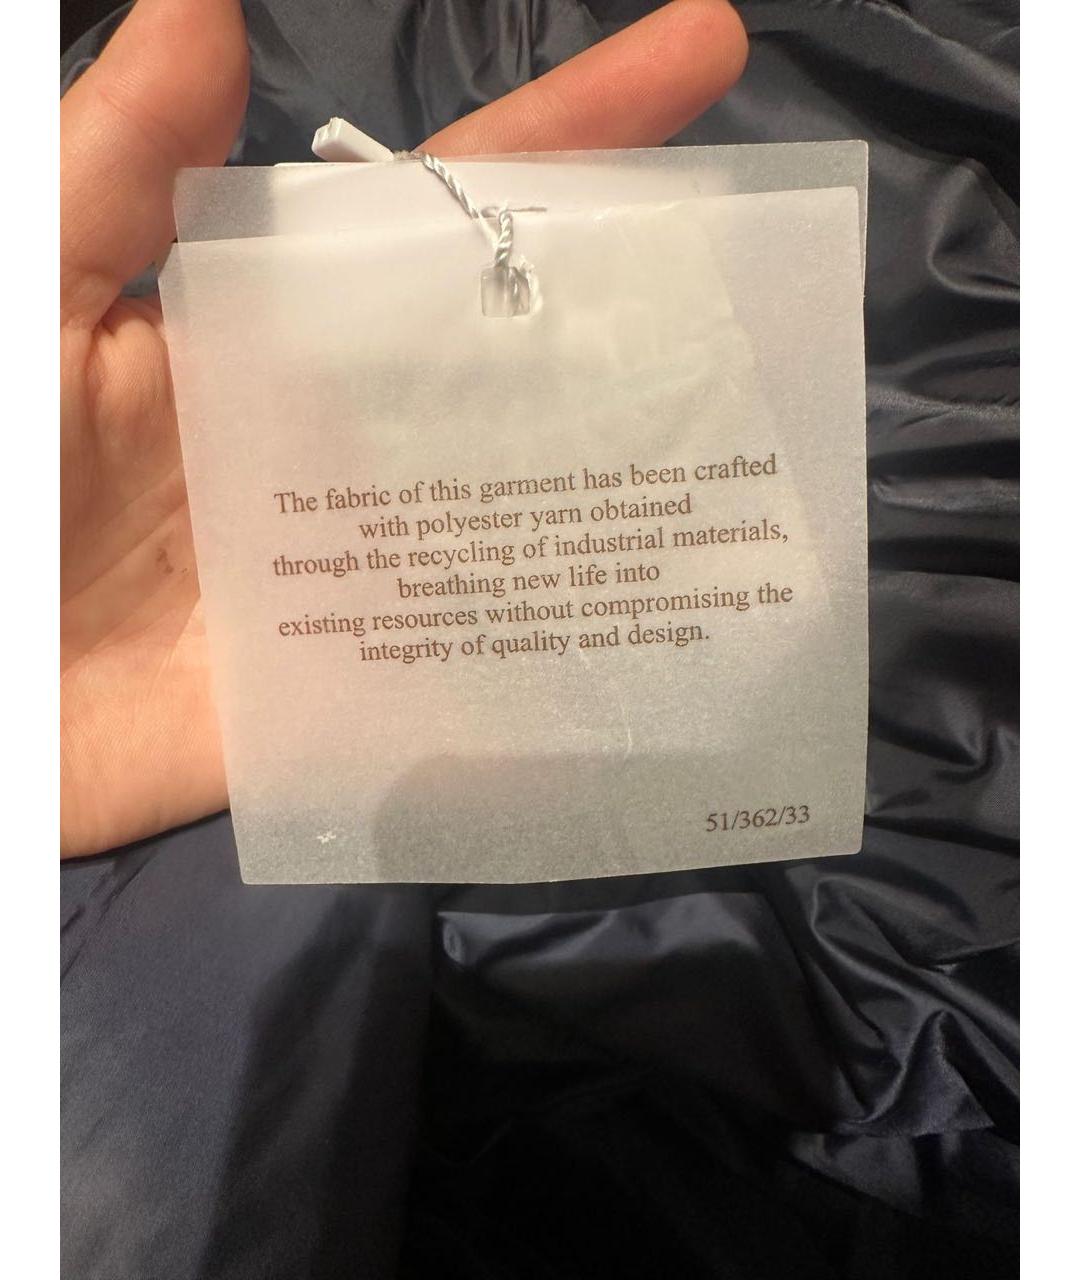 The fabric of this garment has been crafted
with polyester yarn obtained
through the recycling of industrial materials,
breathing new life into
existing resources without compromising the
integrity of quality and design.
51/362/33